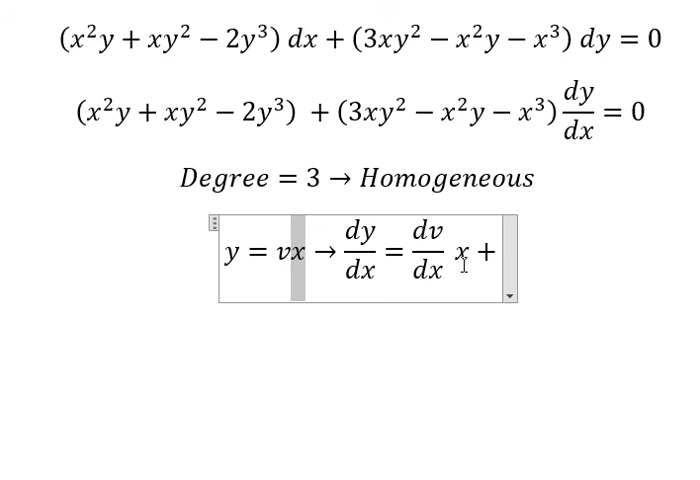 (x²y + xy² − 2y³) dx + (3xy² − x²y − x³) dy = 0
(x²y + xy² − 2y³) + (3xy² − x²y − x³) dy/dx = 0
Degree = 3 → Homogeneous
y = vx → dy/dx = dv/dx x +